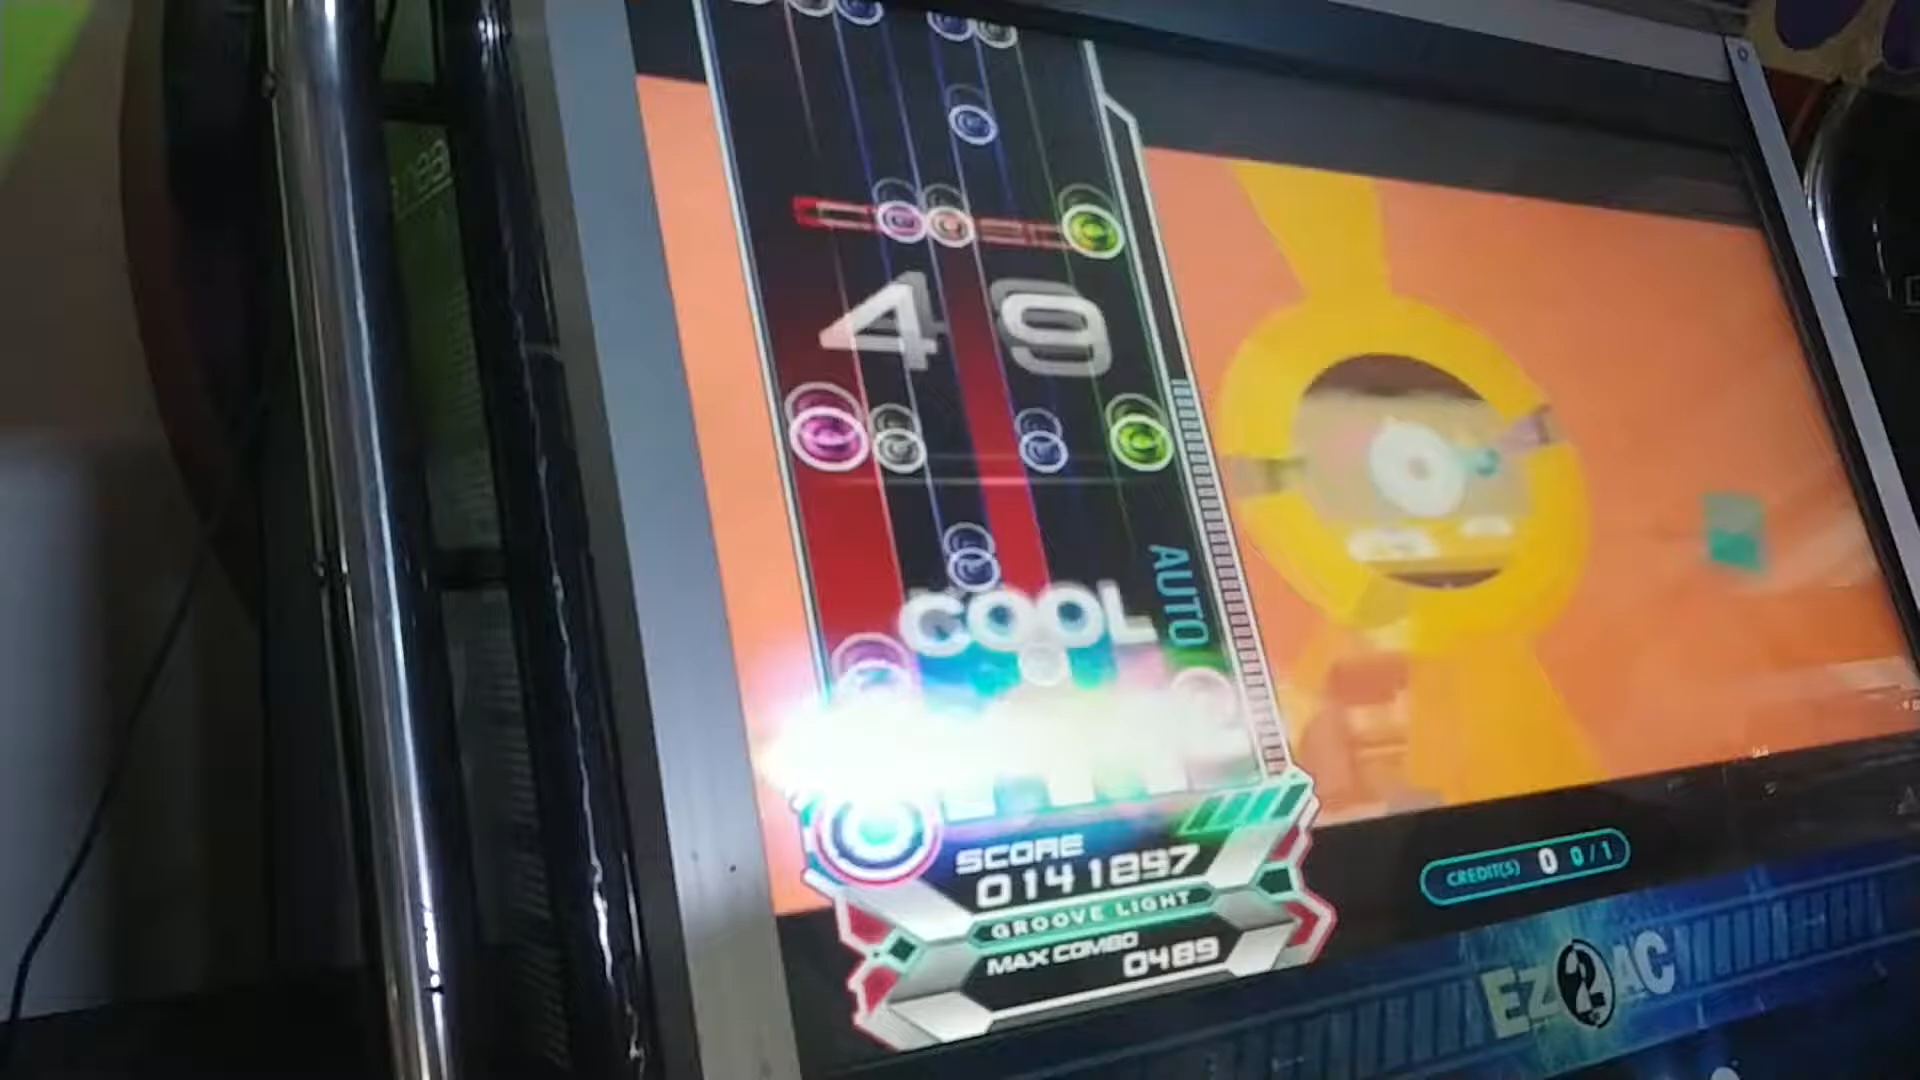 49
COOL
AUTO
SCORE
0141897
GROOVE LIGHT
MAX COMBO
0489
CREDIT(S) 0 0/1
EZ2AC